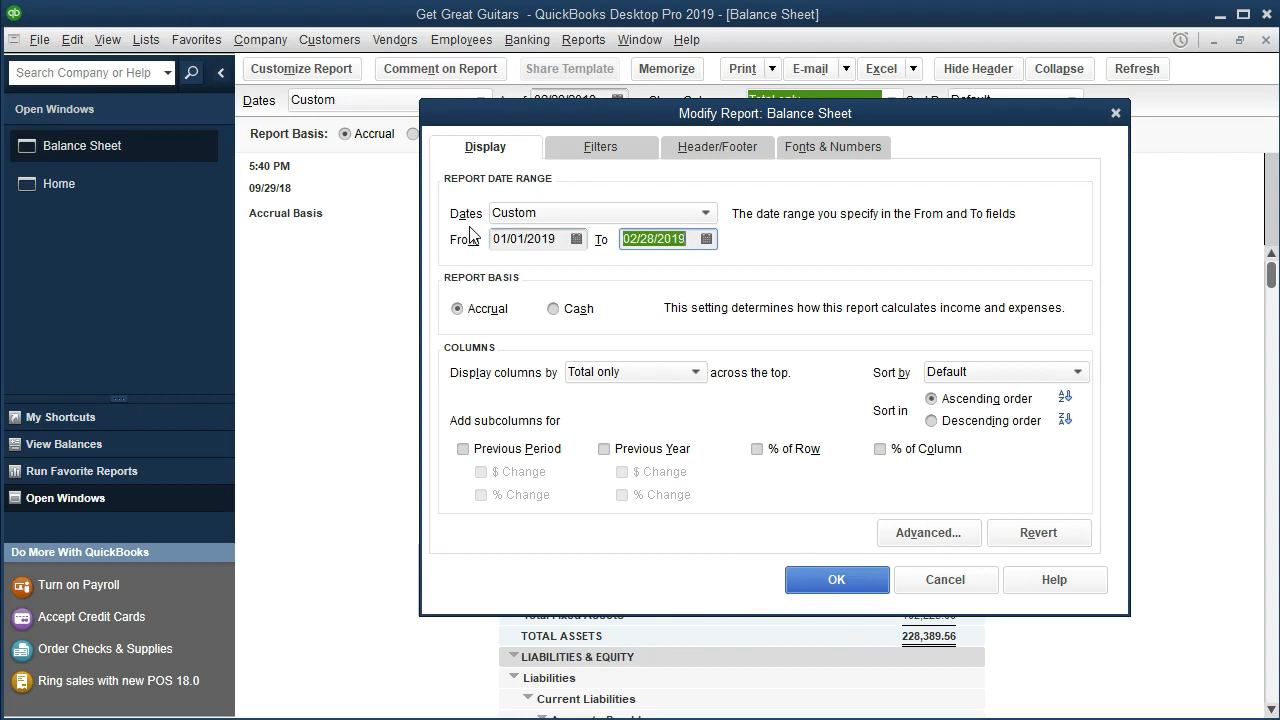 Get Great Guitars - QuickBooks Desktop Pro 2019 - [Balance Sheet]
File Edit View Lists Favorites Company Customers Vendors Employees Banking Reports Window Help
Search Company or Help
Customize Report Comment on Report Share Template Memorize Print E-mail Excel Hide Header Collapse Refresh
Open Windows
Dates Custom
Total only
Default
Balance Sheet
Home
Report Basis: Accrual
5:40 PM
09/29/18
Accrual Basis
Modify Report: Balance Sheet
Display Filters Header/Footer Fonts & Numbers
REPORT DATE RANGE
Dates Custom The date range you specify in the From and To fields
From 01/01/2019 To 02/28/2019
REPORT BASIS
Accrual Cash This setting determines how this report calculates income and expenses.
COLUMNS
Display columns by Total only across the top. Sort by Default
Sort in Ascending order
Descending order
Add subcolumns for
Previous Period Previous Year % of Row % of Column
$ Change $ Change
% Change % Change
Advanced... Revert
OK Cancel Help
My Shortcuts
View Balances
Run Favorite Reports
Open Windows
Do More With QuickBooks
Turn on Payroll
Accept Credit Cards
Order Checks & Supplies
Ring sales with new POS 18.0
TOTAL ASSETS 228,389.56
LIABILITIES & EQUITY
Liabilities
Current Liabilities